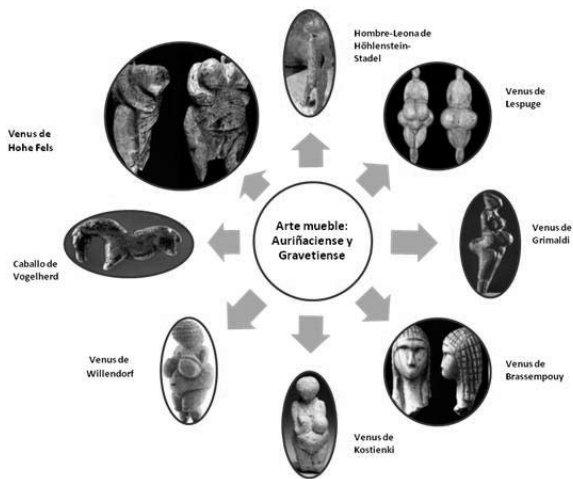 Hombre-Leona de
Höhlenstein-
Stadel
Venus de
Lespuge
Venus de
Hohe Fels
Arte mueble:
Auriñaciense y
Gravetiense
Venus de
Grimaldi
Caballo de
Vogelherd
Venus de
Willendorf
Venus de
Brassempouy
Venus de
Kostienki